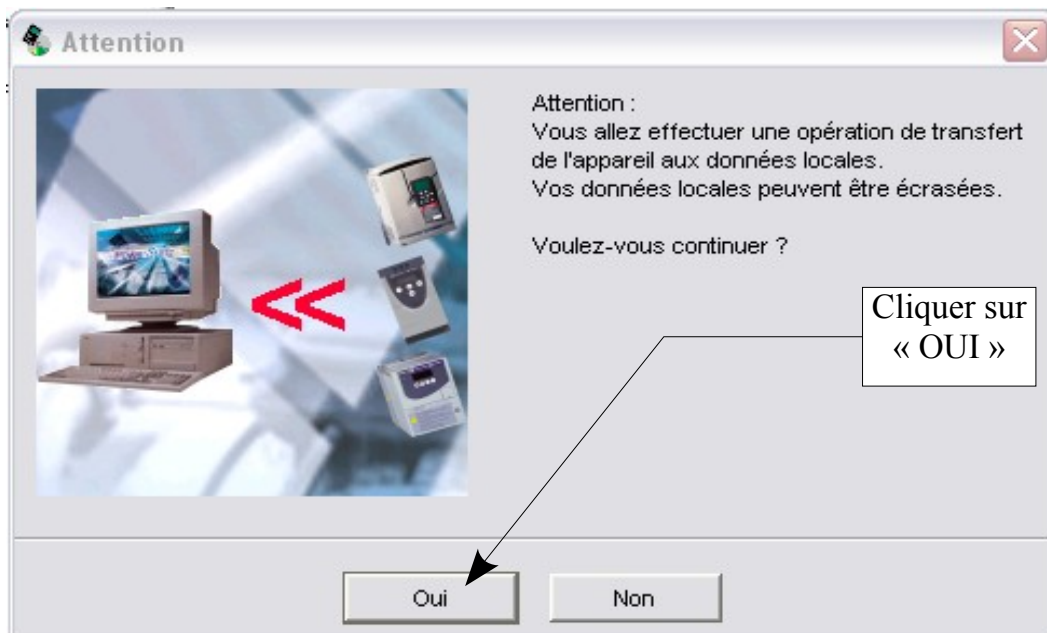 Attention
Attention :
Vous allez effectuer une opération de transfert
de l'appareil aux données locales.
Vos données locales peuvent être écrasées.
Voulez-vous continuer ?
Cliquer sur
« OUI »
Oui
Non